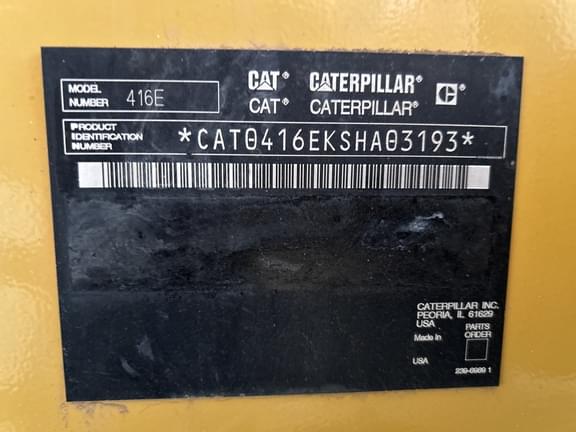 MODEL NUMBER 416E
CAT® CATERPILLAR® C
CAT® CATERPILLAR®
PRODUCT IDENTIFICATION NUMBER *CAT0416EKSHA03193*
CATERPILLAR INC.
PEORIA, IL 61629
USA
PARTS ORDER
Made in
USA
239-6989 1